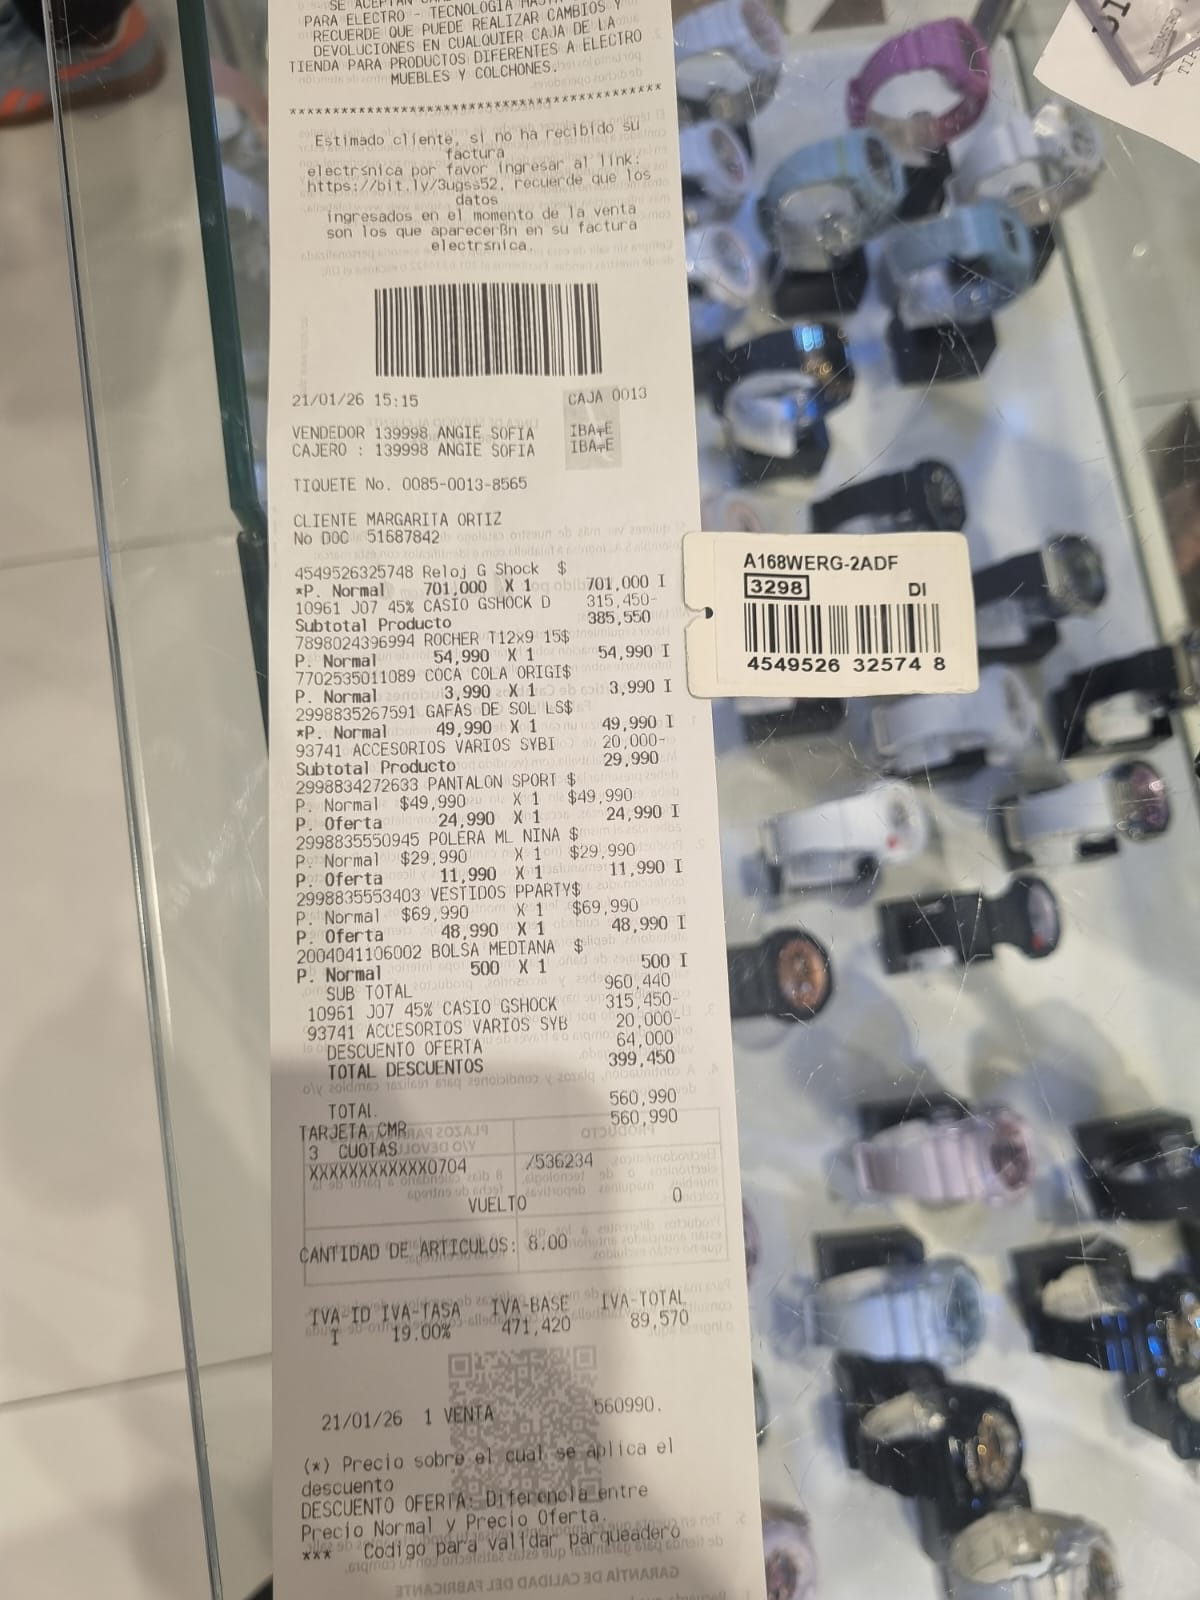 PARA ELECTRO - TECNOLOGIA
RECUERDE QUE PUEDE REALIZAR CAMBIOS Y
DEVOLUCIONES EN CUALQUIER CAJA DE LA
TIENDA PARA PRODUCTOS DIFERENTES A ELECTRO
MUEBLES Y COLCHONES.
******************************************
Estimado cliente, si no ha recibido su
factura
electrsnica por favor ingresar al link:
https://bit.ly/3ugss52, recuerde que los
datos
ingresados en el momento de la venta
son los que aparecerßn en su factura
electrsnica.
21/01/26 15:15 CAJA 0013
VENDEDOR 139998 ANGIE SOFIA IBA╤E
CAJERO : 139998 ANGIE SOFIA IBA╤E
TIQUETE No. 0085-0013-8565
CLIENTE MARGARITA ORTIZ
No DOC 51687842
4549526325748 Reloj G Shock $
*P. Normal 701,000 X 1 701,000 I
10961 J07 45% CASIO GSHOCK D 315,450-
Subtotal Producto 385,550
7898024396994 ROCHER T12x9 15$
P. Normal 54,990 X 1 54,990 I
7702535011089 COCA COLA ORIGI$
P. Normal 3,990 X 1 3,990 I
2998835267591 GAFAS DE SOL LS$
*P. Normal 49,990 X 1 49,990 I
93741 ACCESORIOS VARIOS SYBI 20,000-
Subtotal Producto 29,990
2998834272633 PANTALON SPORT $
P. Normal $49,990 X 1 $49,990
P. Oferta 24,990 X 1 24,990 I
2998835550945 POLERA ML NINA $
P. Normal $29,990 X 1 $29,990
P. Oferta 11,990 X 1 11,990 I
2998835553403 VESTIDOS PPARTY$
P. Normal $69,990 X 1 $69,990
P. Oferta 48,990 X 1 48,990 I
2004041106002 BOLSA MEDIANA $
P. Normal 500 X 1 500 I
SUB TOTAL 960,440
10961 J07 45% CASIO GSHOCK 315,450-
93741 ACCESORIOS VARIOS SYB 20,000-
DESCUENTO OFERTA 64,000
TOTAL DESCUENTOS 399,450
TOTAL 560,990
TARJETA CMR 560,990
3 CUOTAS
XXXXXXXXXXXX0704 /536234
VUELTO 0
CANTIDAD DE ARTICULOS: 8.00
IVA-ID IVA-TASA IVA-BASE IVA-TOTAL
I 19.00% 471,420 89,570
21/01/26 1 VENTA 560990.
(*) Precio sobre el cual se aplica el
descuento
DESCUENTO OFERTA: Diferencia entre
Precio Normal y Precio Oferta.
*** Codigo para validar parqueadero
A168WERG-2ADF
3298 DI
4549526 32574 8